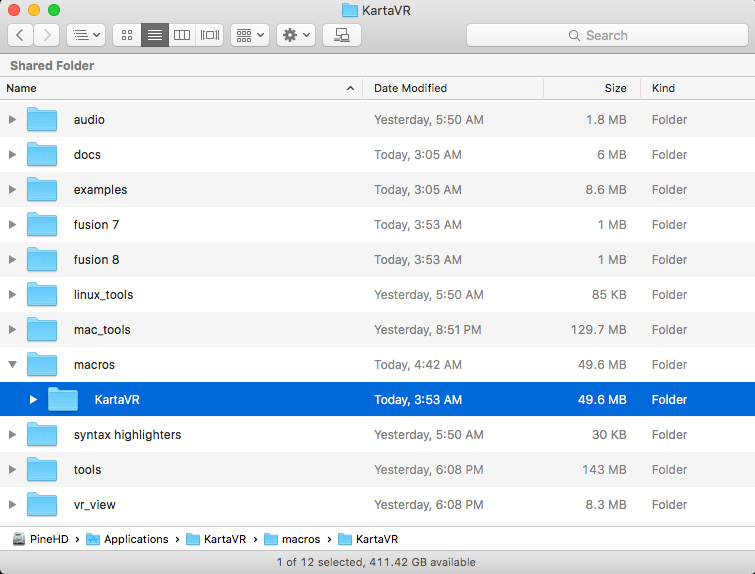 KartaVR
Search
Shared Folder
Name Date Modified Size Kind
audio Yesterday, 5:50 AM 1.8 MB Folder
docs Today, 3:05 AM 6 MB Folder
examples Today, 3:05 AM 8.6 MB Folder
fusion 7 Today, 3:53 AM 1 MB Folder
fusion 8 Today, 3:53 AM 1 MB Folder
linux_tools Yesterday, 5:50 AM 85 KB Folder
mac_tools Yesterday, 8:51 PM 129.7 MB Folder
macros Today, 4:42 AM 49.6 MB Folder
KartaVR Today, 3:53 AM 49.6 MB Folder
syntax highlighters Yesterday, 5:50 AM 30 KB Folder
tools Yesterday, 6:08 PM 143 MB Folder
vr_view Yesterday, 6:08 PM 8.3 MB Folder
PineHD › Applications › KartaVR › macros › KartaVR
1 of 12 selected, 411.42 GB available